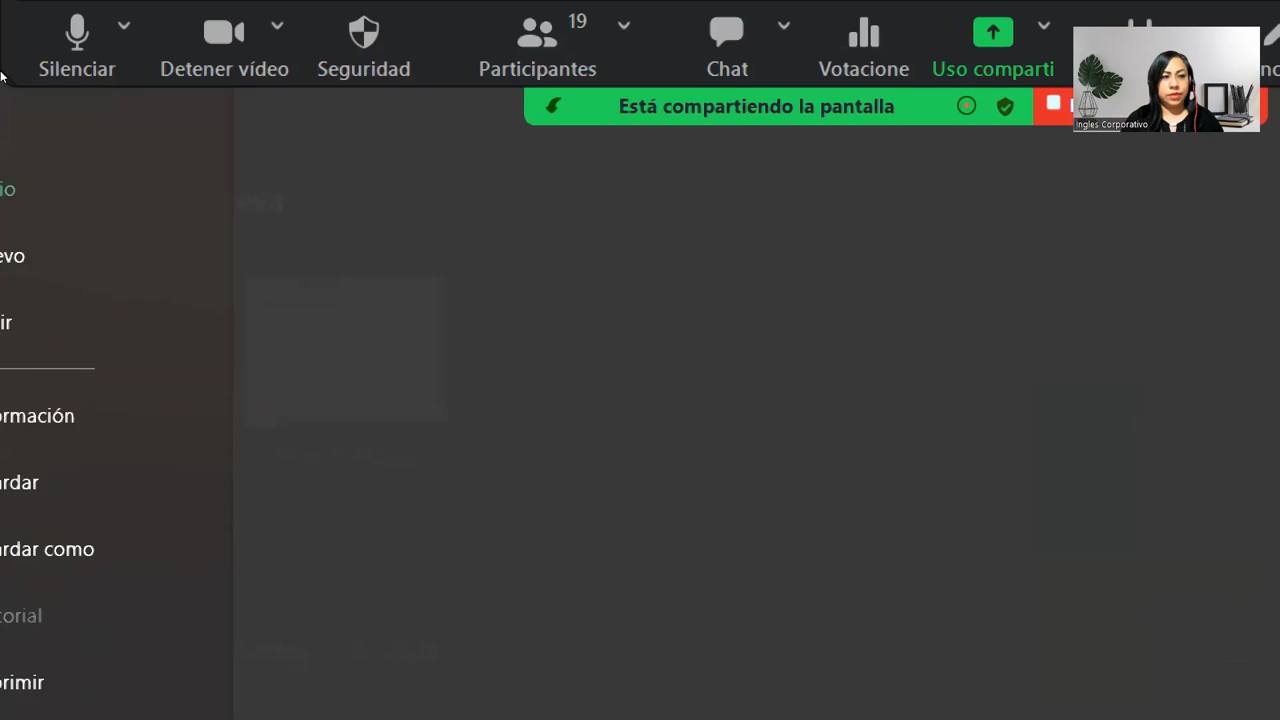 19
Silenciar
Detener vídeo
Seguridad
Participantes
Chat
Votacione
Uso comparti
Está compartiendo la pantalla
Ingles Corporativo
io
evo
ir
ormación
ardar
ardar como
torial
rimir